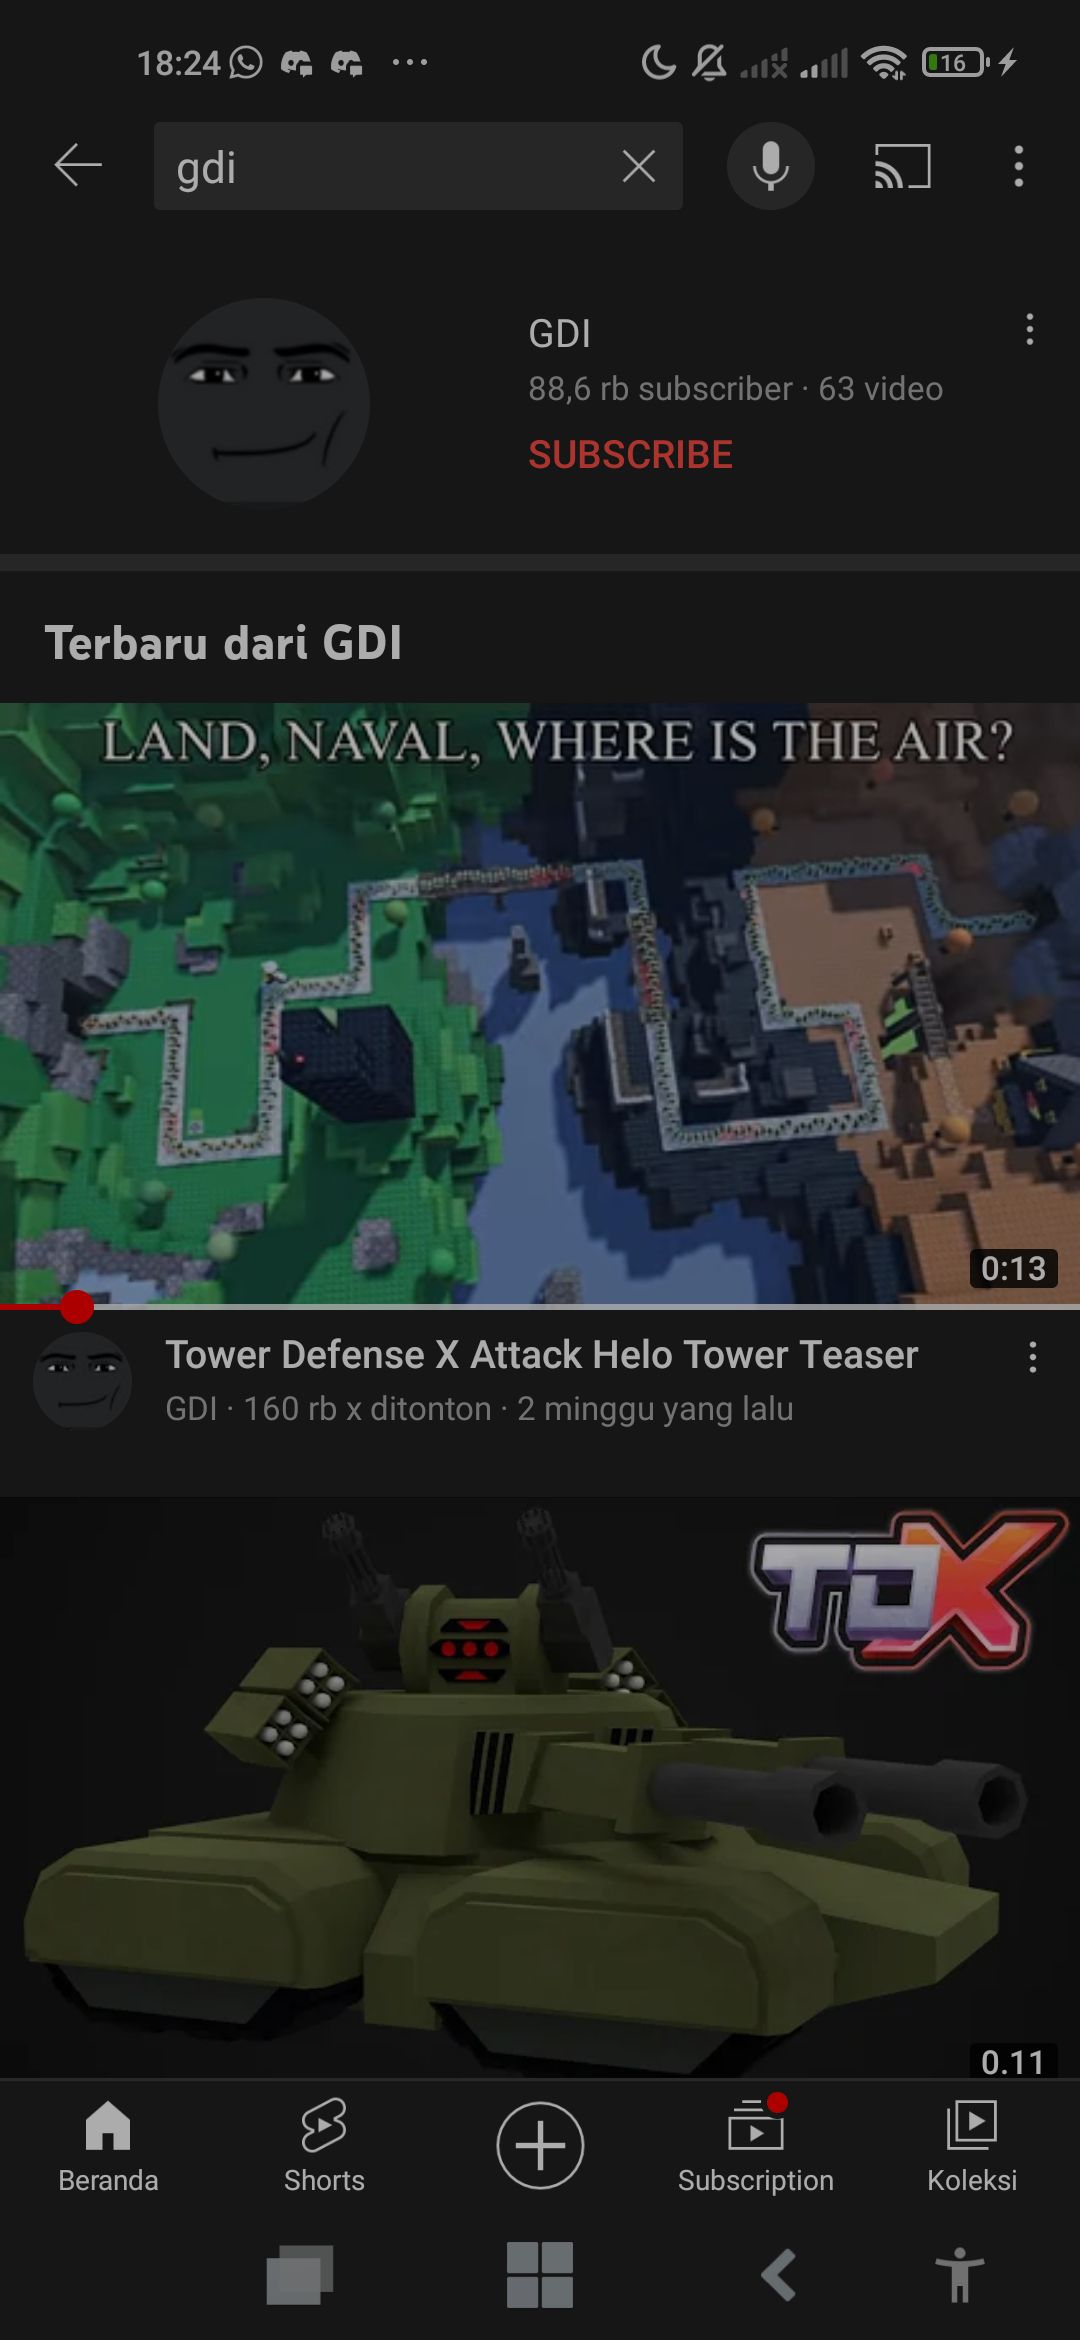 18:24
16
gdi
GDI
88,6 rb subscriber · 63 video
SUBSCRIBE
Terbaru dari GDI
LAND, NAVAL, WHERE IS THE AIR?
0:13
Tower Defense X Attack Helo Tower Teaser
GDI · 160 rb x ditonton · 2 minggu yang lalu
TDX
0.11
Beranda
Shorts
Subscription
Koleksi